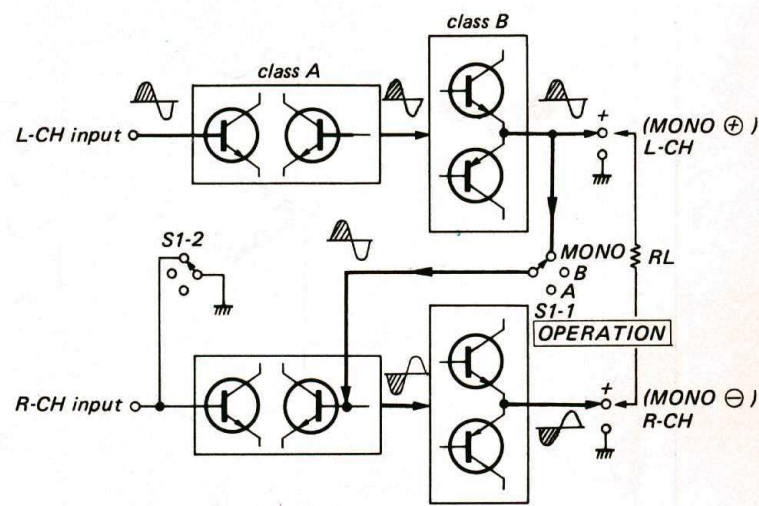 class B
class A
L-CH input
+
(MONO ⊕)
L-CH
S1-2
MONO
B
A
RL
S1-1
OPERATION
R-CH input
+
(MONO ⊖)
R-CH